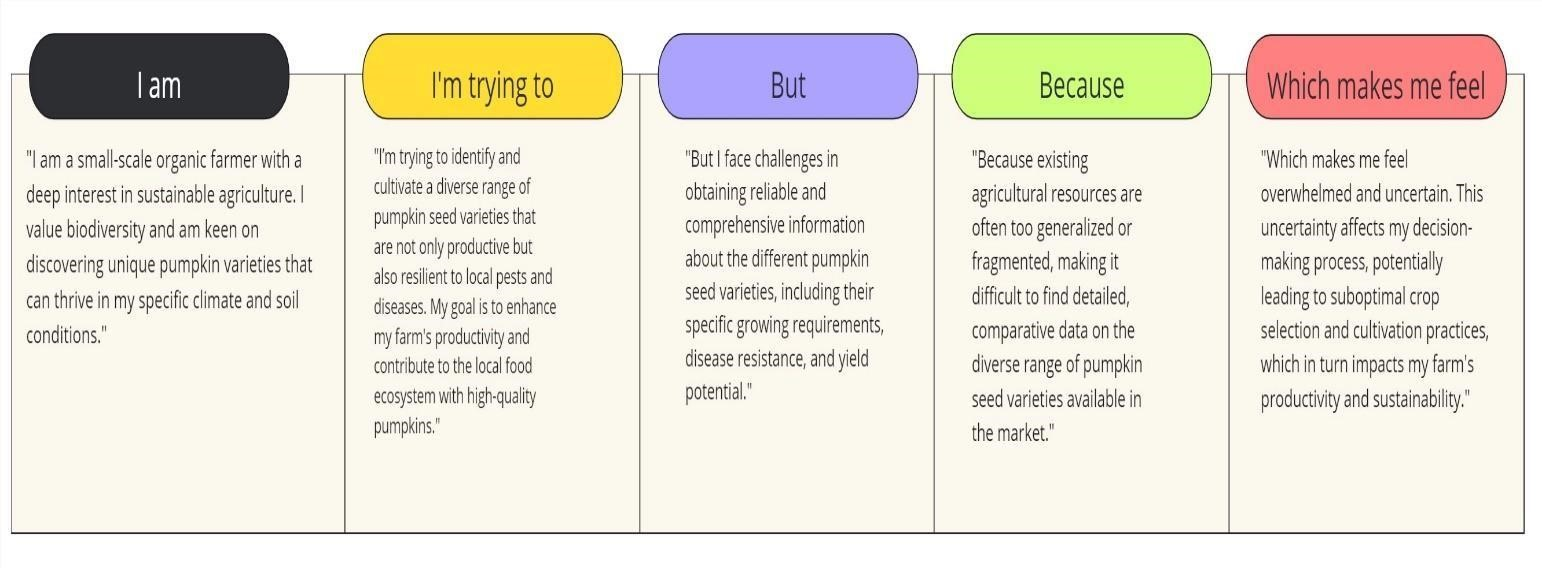 I am
"I am a small-scale organic farmer with a
deep interest in sustainable agriculture. I
value biodiversity and am keen on
discovering unique pumpkin varieties that
can thrive in my specific climate and soil
conditions."
I'm trying to
"I'm trying to identify and
cultivate a diverse range of
pumpkin seed varieties that
are not only productive but
also resilient to local pests and
diseases. My goal is to enhance
my farm's productivity and
contribute to the local food
ecosystem with high-quality
pumpkins."
But
"But I face challenges in
obtaining reliable and
comprehensive information
about the different pumpkin
seed varieties, including their
specific growing requirements,
disease resistance, and yield
potential."
Because
"Because existing
agricultural resources are
often too generalized or
fragmented, making it
difficult to find detailed,
comparative data on the
diverse range of pumpkin
seed varieties available in
the market."
Which makes me feel
"Which makes me feel
overwhelmed and uncertain. This
uncertainty affects my decision-
making process, potentially
leading to suboptimal crop
selection and cultivation practices,
which in turn impacts my farm's
productivity and sustainability."